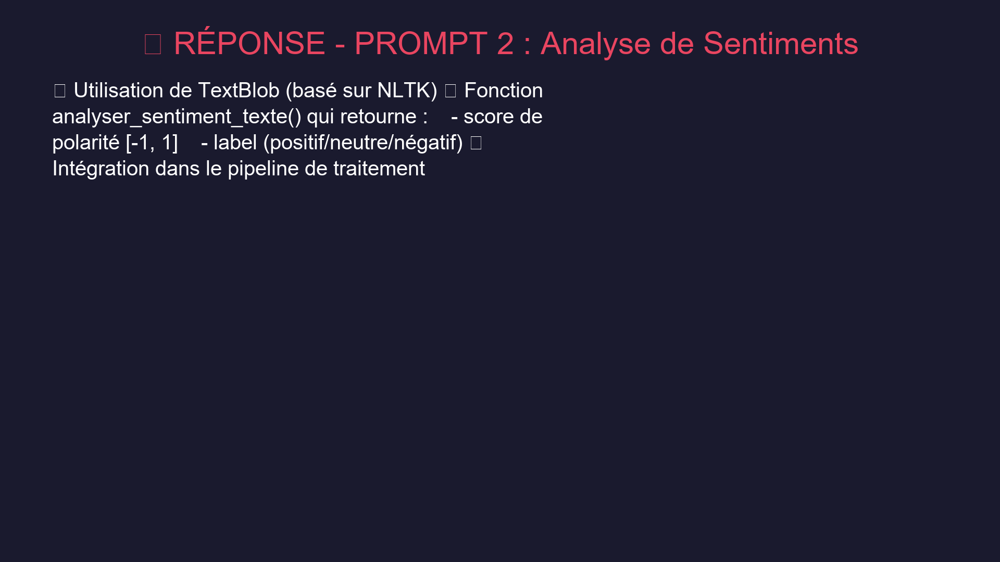 □ RÉPONSE - PROMPT 2 : Analyse de Sentiments
□ Utilisation de TextBlob (basé sur NLTK) □ Fonction
analyser_sentiment_texte() qui retourne :    - score de
polarité [-1, 1]    - label (positif/neutre/négatif) □
Intégration dans le pipeline de traitement